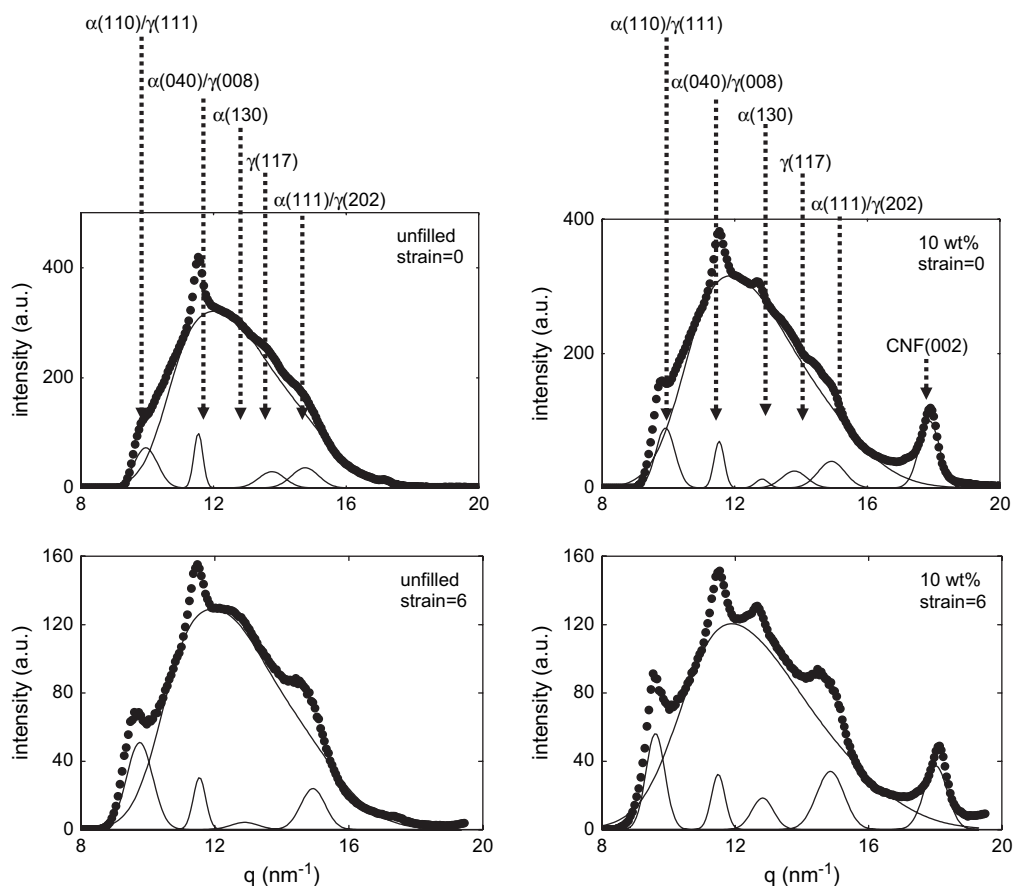 α(110)/γ(111)
α(040)/γ(008)
α(130)
γ(117)
α(111)/γ(202)
unfilled
strain=0
400
200
0
8
12
16
20
intensity (a.u.)
α(110)/γ(111)
α(040)/γ(008)
α(130)
γ(117)
α(111)/γ(202)
10 wt%
strain=0
CNF(002)
400
200
0
8
12
16
20
intensity (a.u.)
unfilled
strain=6
160
120
80
40
0
8
12
16
20
intensity (a.u.)
q (nm⁻¹)
10 wt%
strain=6
160
120
80
40
0
8
12
16
20
intensity (a.u.)
q (nm⁻¹)